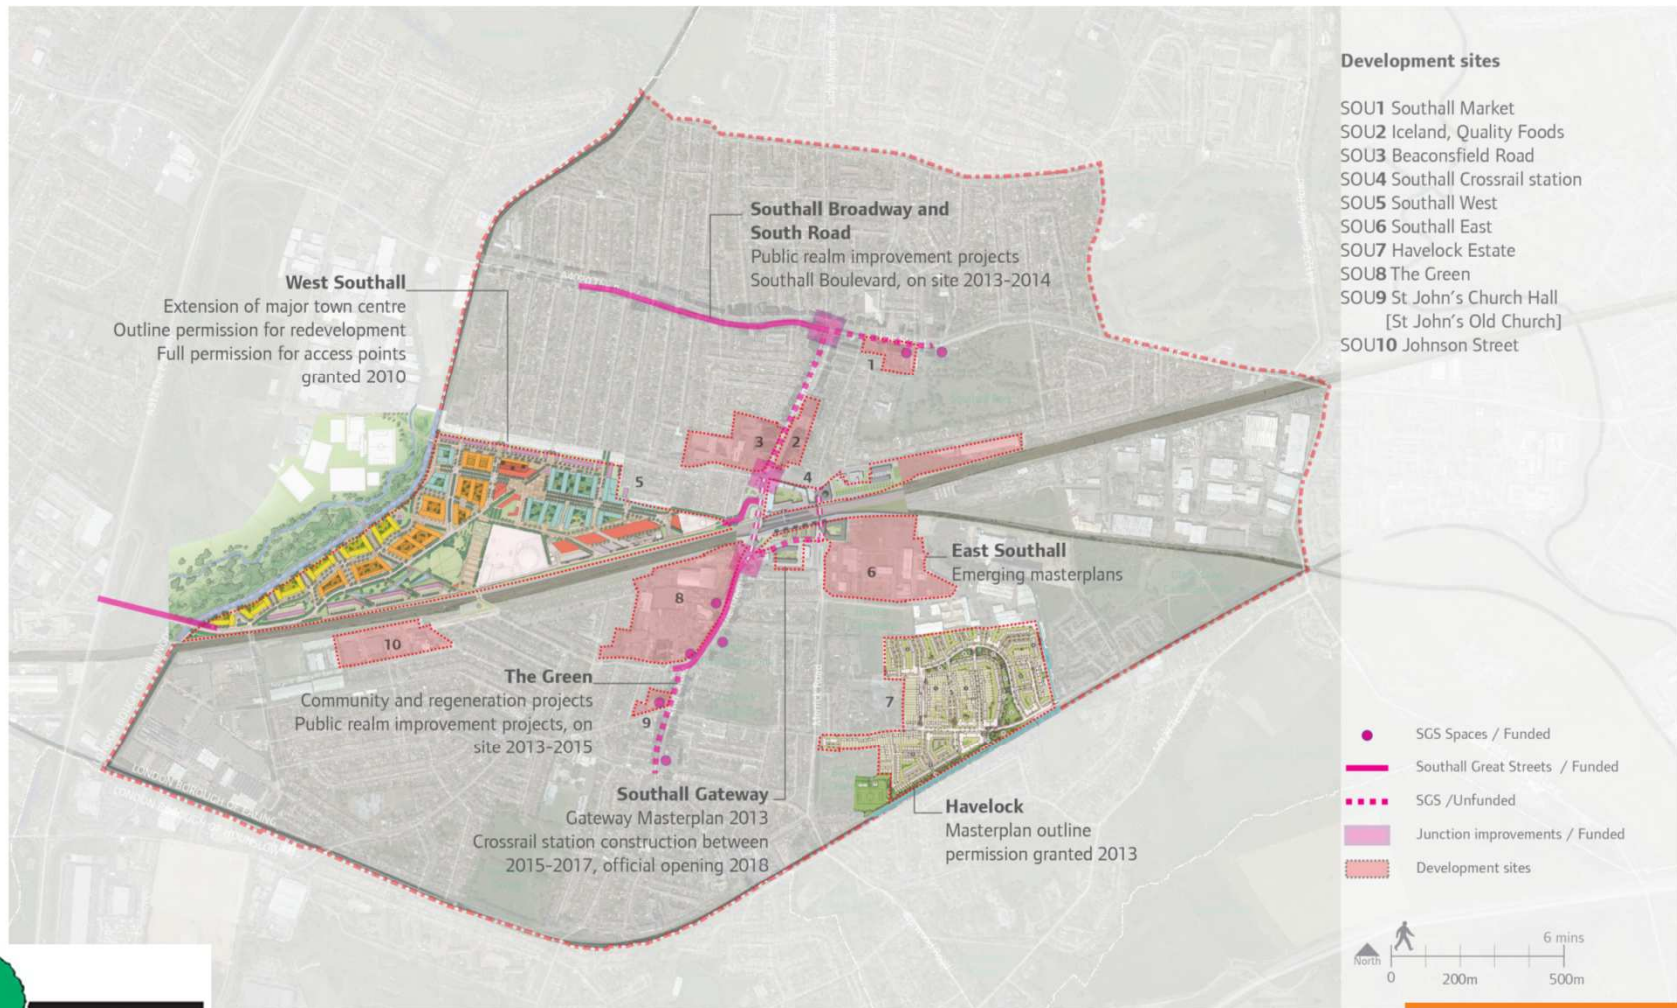 Southall Broadway and
South Road
Public realm improvement projects
Southall Boulevard, on site 2013-2014
West Southall
Extension of major town centre
Outline permission for redevelopment
Full permission for access points
granted 2010
1
3
2
4
5
East Southall
Emerging masterplans
6
8
10
The Green
Community and regeneration projects
Public realm improvement projects, on
site 2013-2015
7
9
Southall Gateway
Gateway Masterplan 2013
Crossrail station construction between
2015-2017, official opening 2018
Havelock
Masterplan outline
permission granted 2013
Development sites
SOU1 Southall Market
SOU2 Iceland, Quality Foods
SOU3 Beaconsfield Road
SOU4 Southall Crossrail station
SOU5 Southall West
SOU6 Southall East
SOU7 Havelock Estate
SOU8 The Green
SOU9 St John's Church Hall
[St John's Old Church]
SOU10 Johnson Street
SGS Spaces / Funded
Southall Great Streets / Funded
SGS /Unfunded
Junction improvements / Funded
Development sites
6 mins
North
0 200m 500m